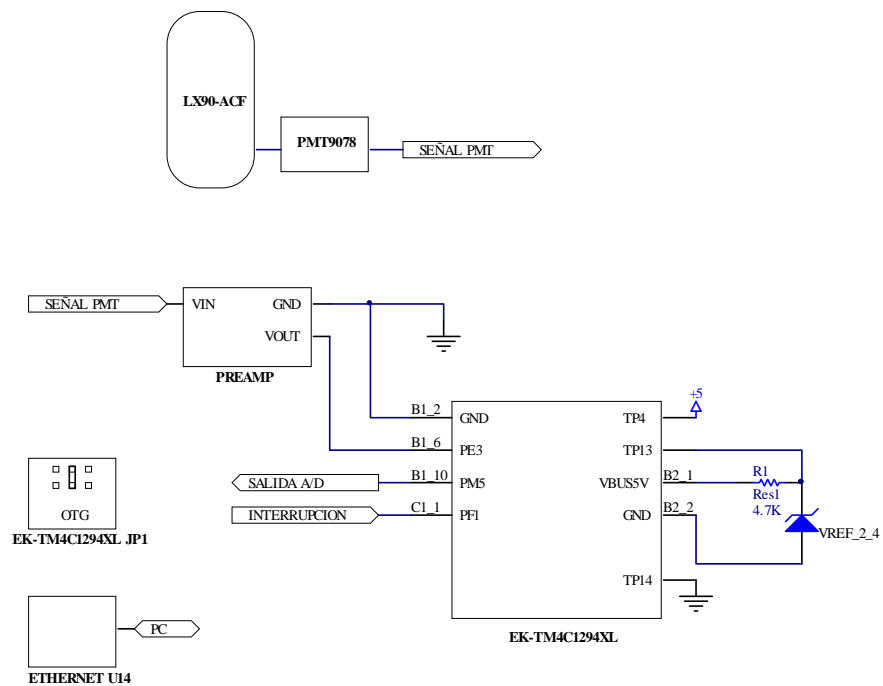 LX90-ACF
PMT9078
SEÑAL PMT
SEÑAL PMT
VIN
GND
VOUT
PREAMP
B1_2
GND
B1_6
PE3
SALIDA A/D
B1_10
PM5
INTERRUPCION
C1_1
PF1
TP4
+5
TP13
VBUS5V
B2_1
GND
B2_2
TP14
R1
Res1
4.7K
VREF_2_4
EK-TM4C1294XL
OTG
EK-TM4C1294XL JP1
PC
ETHERNET U14